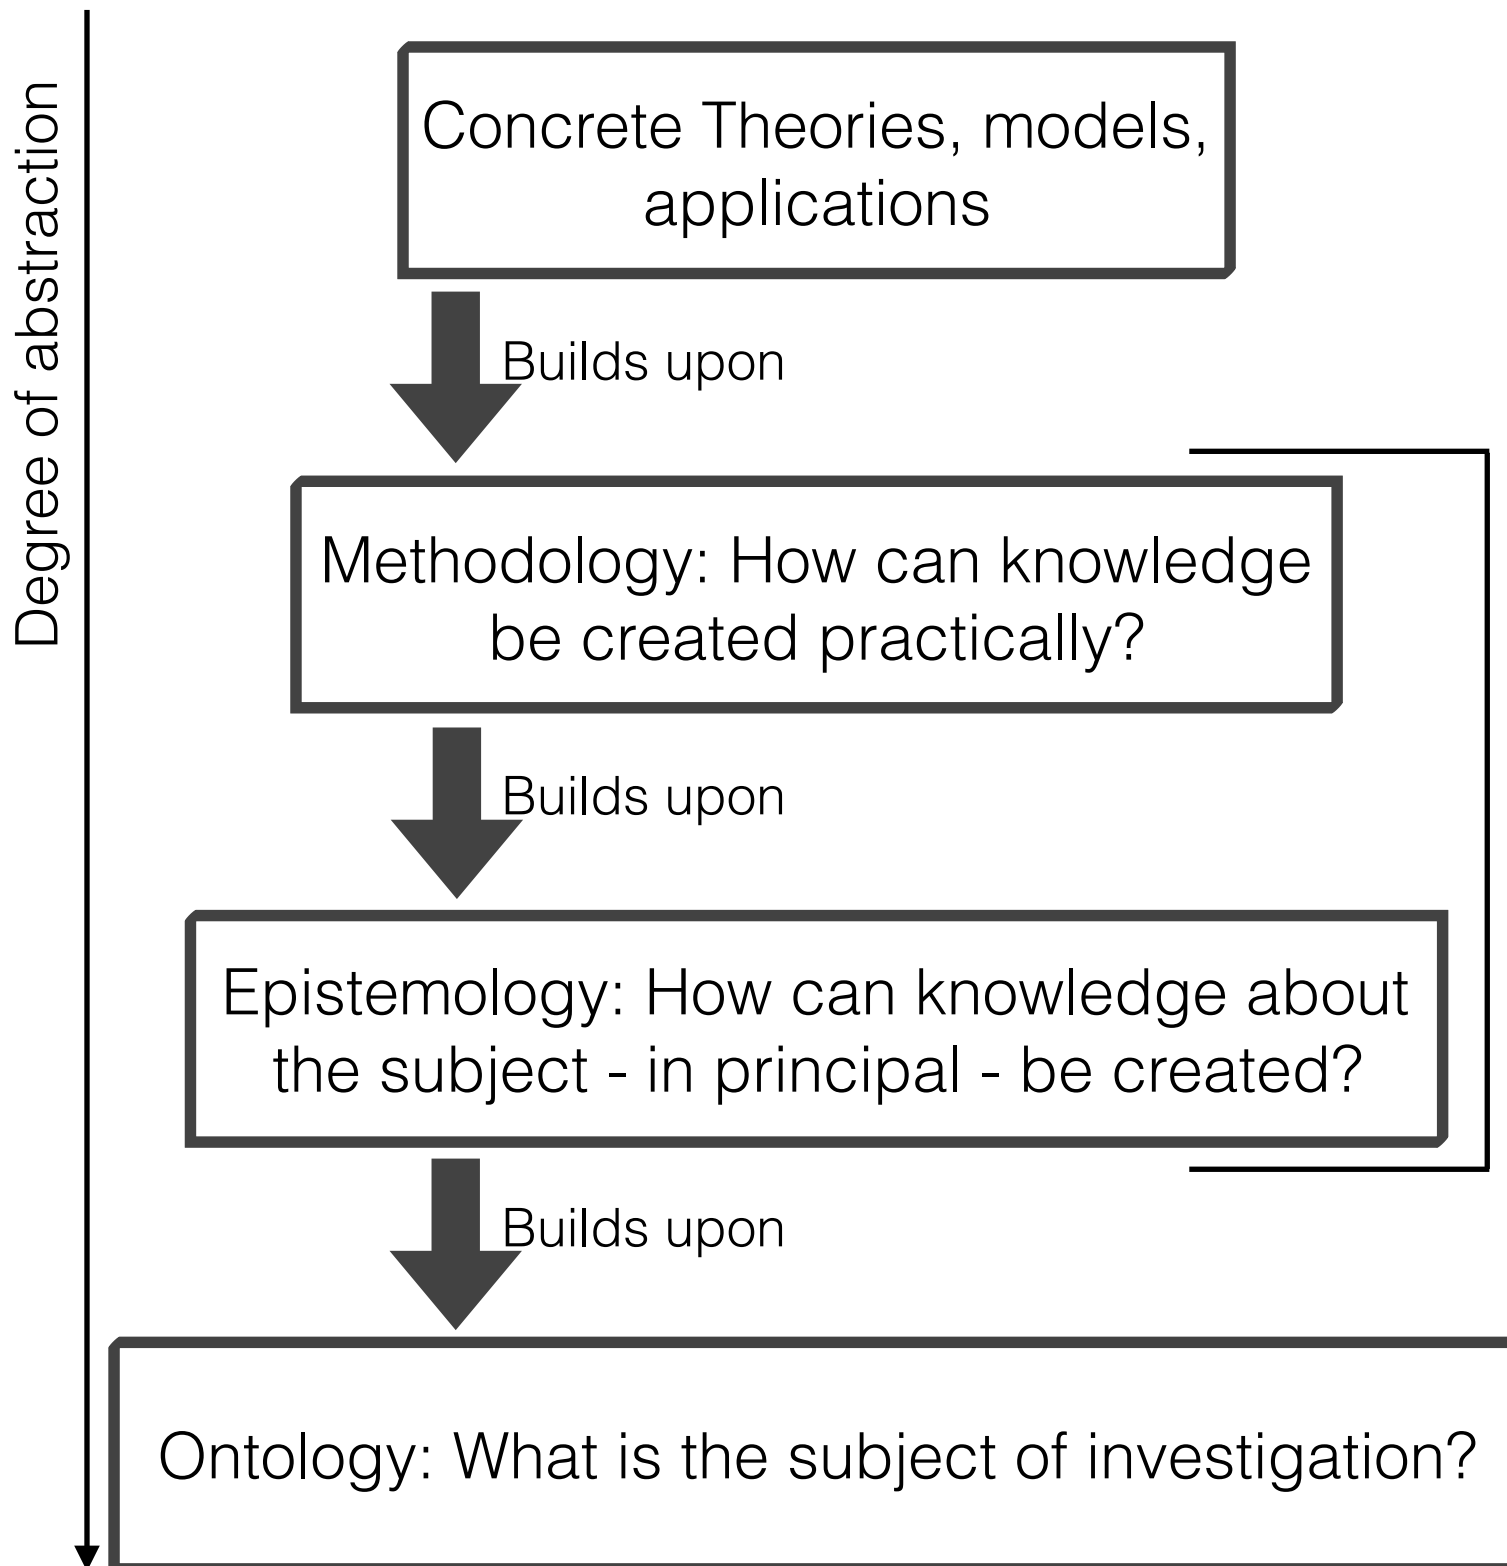 Degree of abstraction
Concrete Theories, models,
applications
Builds upon
Methodology: How can knowledge
be created practically?
Builds upon
Epistemology: How can knowledge about
the subject - in principal - be created?
Builds upon
Ontology: What is the subject of investigation?